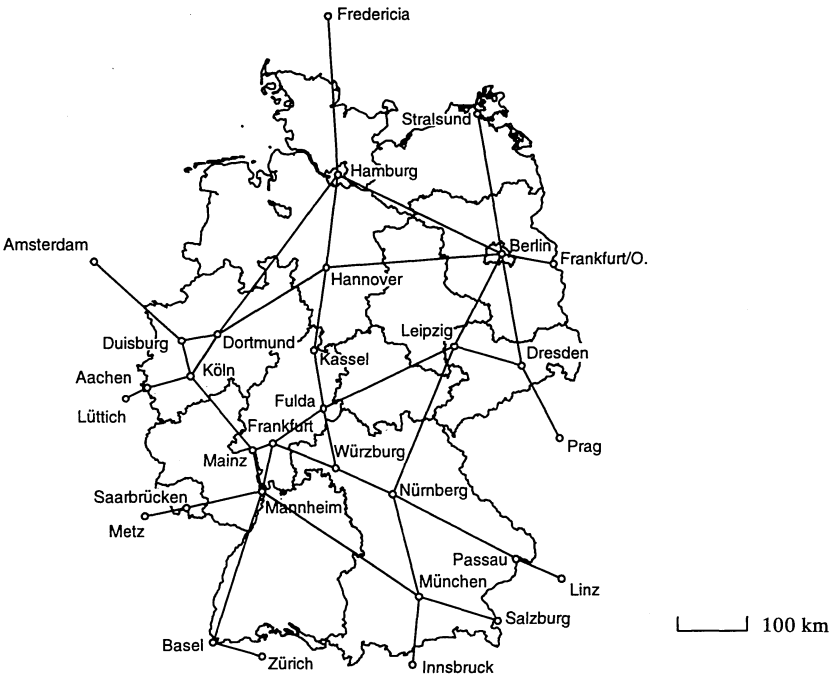 Fredericia
Stralsund
Hamburg
Amsterdam
Berlin
Frankfurt/O.
Hannover
Duisburg
Dortmund
Leipzig
Kassel
Dresden
Köln
Aachen
Lüttich
Fulda
Frankfurt
Prag
Mainz
Würzburg
Saarbrücken
Nürnberg
Metz
Mannheim
Passau
München
Linz
Salzburg
100 km
Basel
Zürich
Innsbruck